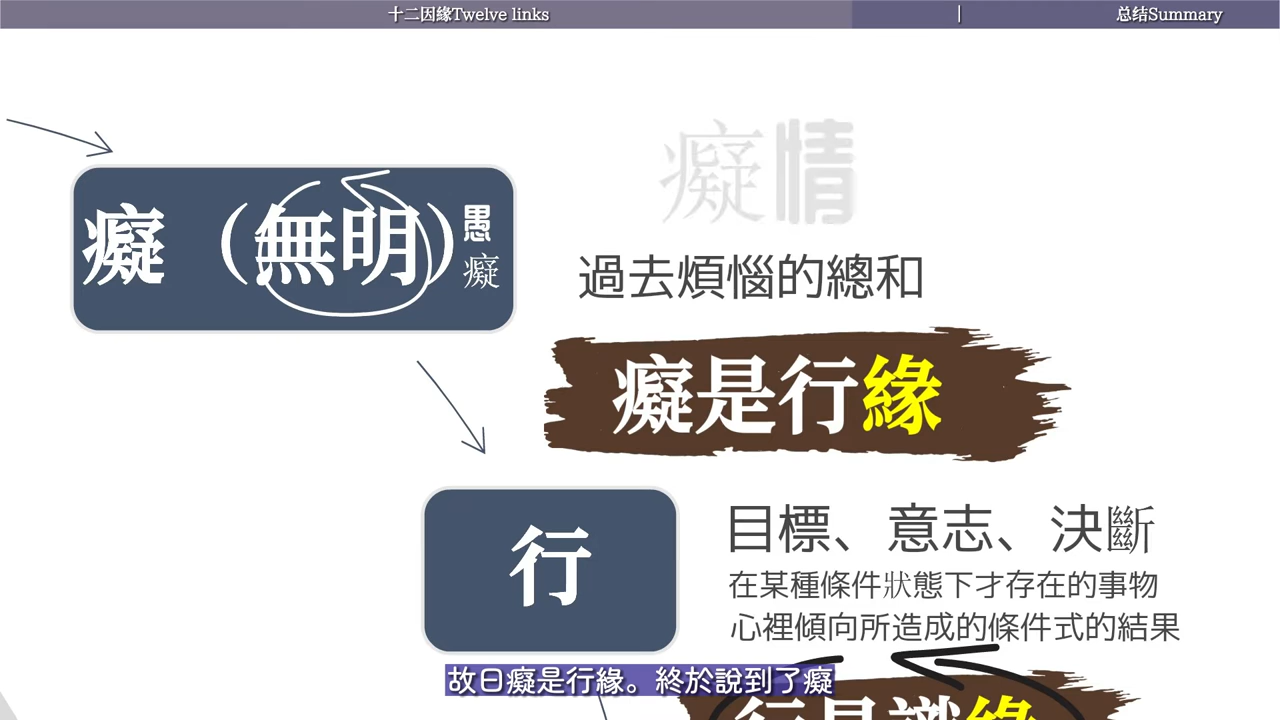 十二因緣Twelve links
总结Summary
癡情
癡（無明）愚癡
過去煩惱的總和
癡是行緣
行
目標、意志、決斷
在某種條件狀態下才存在的事物
心裡傾向所造成的條件式的結果
故曰癡是行緣。終於說到了癡
行是識緣